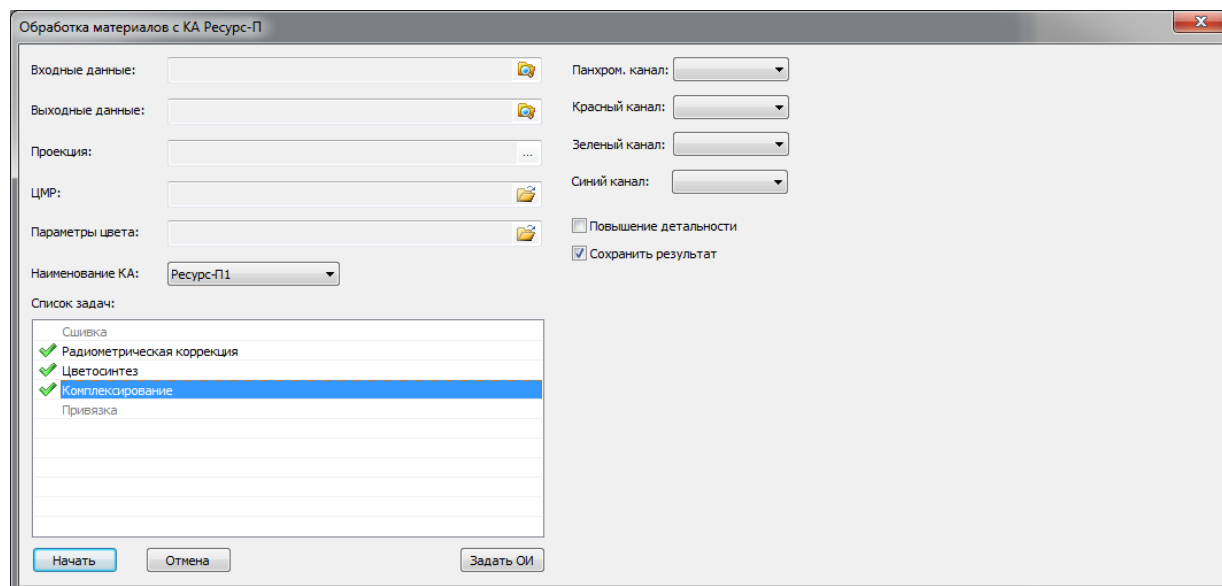 Обработка материалов с КА Ресурс-П
Входные данные:
Выходные данные:
Проекция:
...
ЦМР:
Параметры цвета:
Наименование КА: Ресурс-П1
Список задач:
Сшивка
Радиометрическая коррекция
Цветосинтез
Комплексирование
Привязка
Начать Отмена Задать ОИ
Панхром. канал:
Красный канал:
Зеленый канал:
Синий канал:
Повышение детальности
Сохранить результат